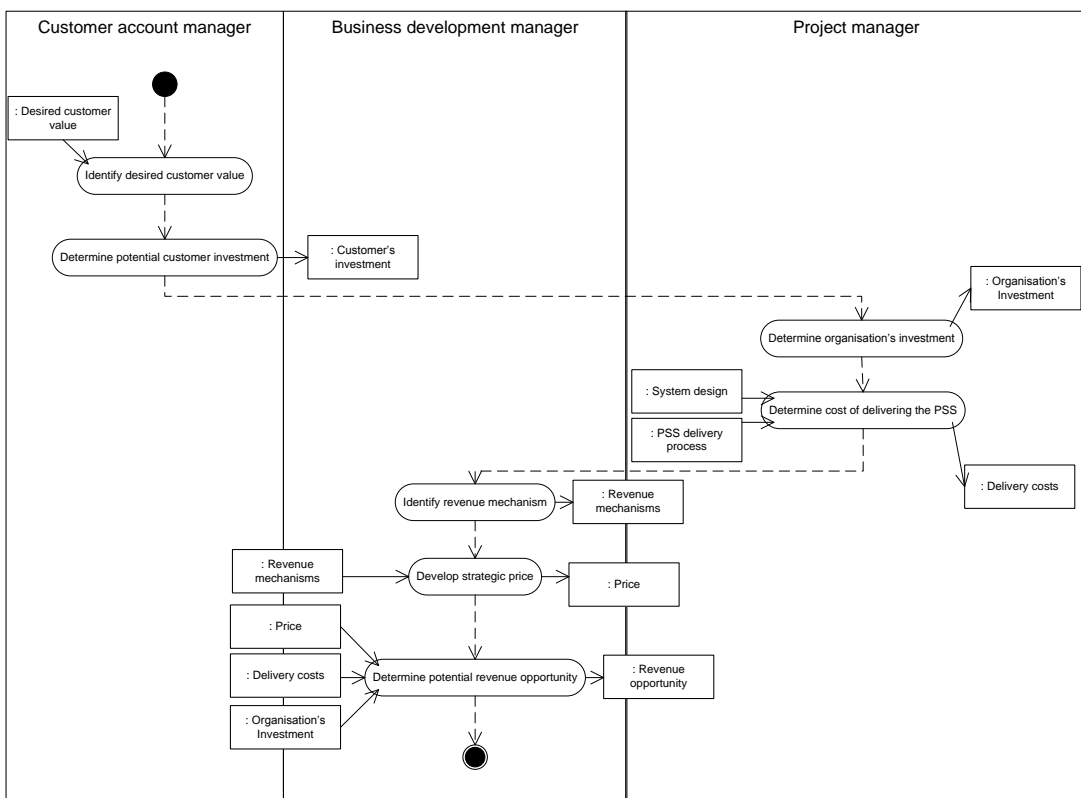 Customer account manager
Business development manager
Project manager
: Desired customer
value
Identify desired customer value
Determine potential customer investment
: Customer's
investment
: Organisation's
Investment
Determine organisation's investment
: System design
Determine cost of delivering the PSS
: PSS delivery
process
: Delivery costs
Identify revenue mechanism
: Revenue
mechanisms
: Revenue
mechanisms
Develop strategic price
: Price
: Price
: Delivery costs
Determine potential revenue opportunity
: Revenue
opportunity
: Organisation's
Investment